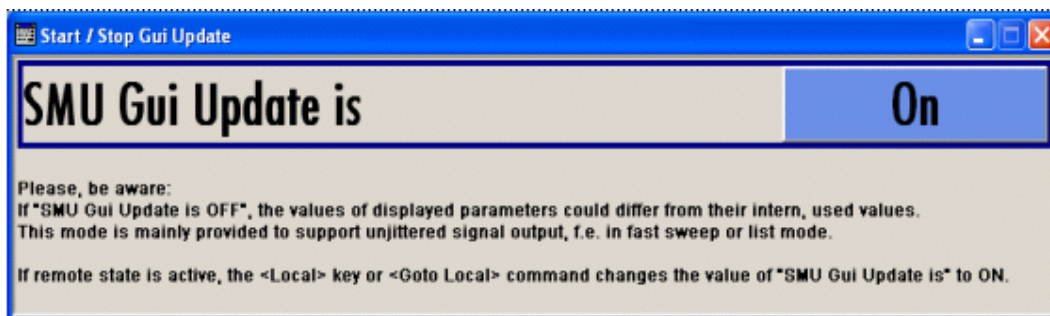 Start / Stop Gui Update
SMU Gui Update is On
Please, be aware:
If "SMU Gui Update is OFF", the values of displayed parameters could differ from their intern, used values.
This mode is mainly provided to support unjittered signal output, f.e. in fast sweep or list mode.
If remote state is active, the <Local> key or <Goto Local> command changes the value of "SMU Gui Update is" to ON.